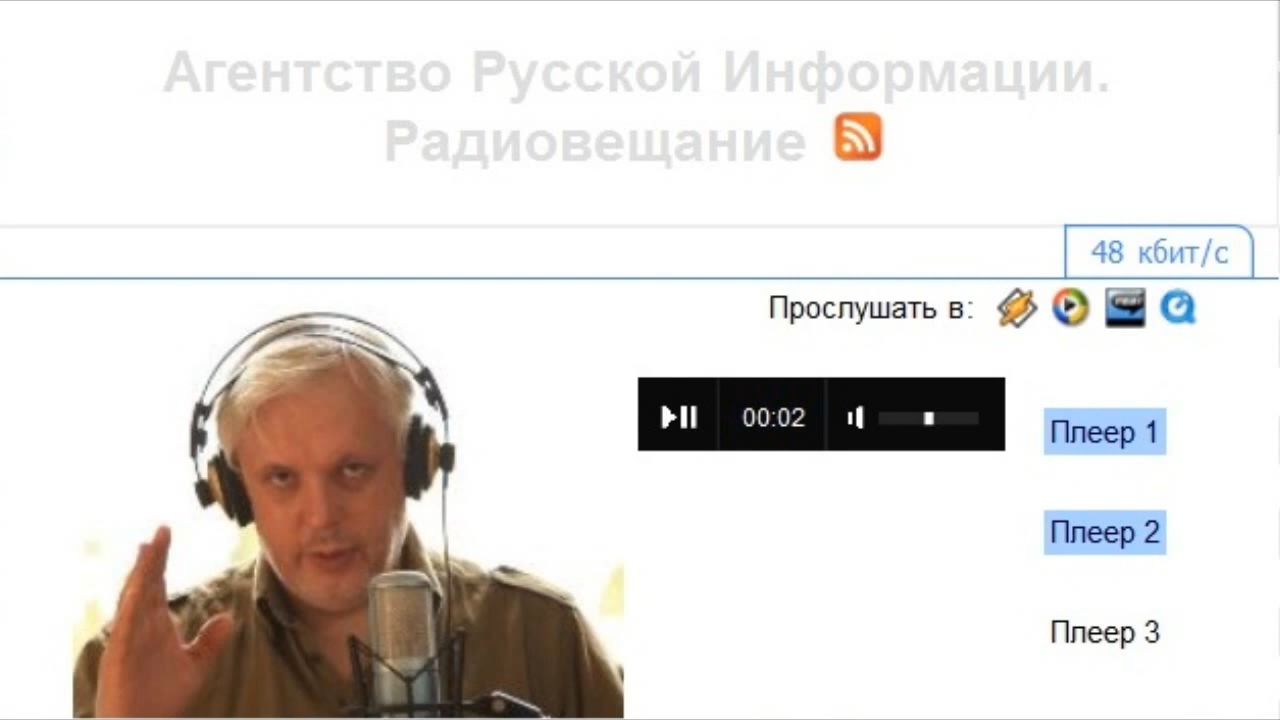 Агентство Русской Информации.
Радиовещание
48 кбит/с
Прослушать в:
00:02
Плеер 1
Плеер 2
Плеер 3